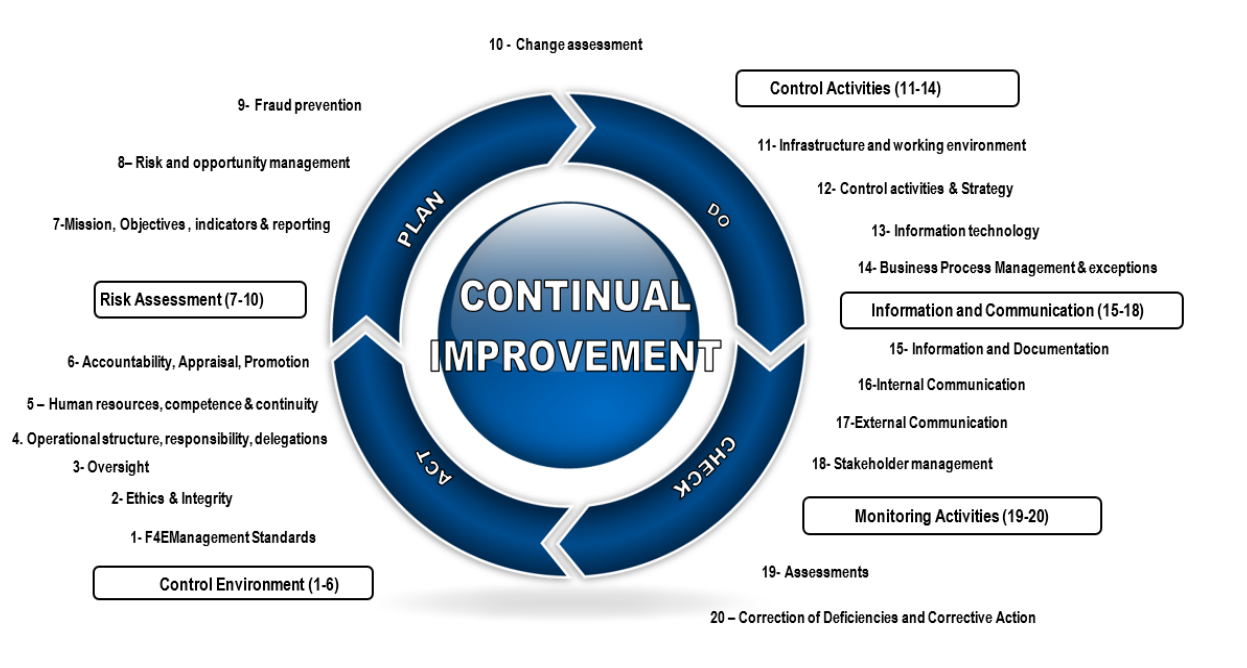 10 - Change assessment
Control Activities (11-14)
9- Fraud prevention
11- Infrastructure and working environment
8– Risk and opportunity management
12- Control activities & Strategy
PLAN
DO
7-Mission, Objectives , indicators & reporting
13- Information technology
14- Business Process Management & exceptions
Risk Assessment (7-10)
CONTINUAL
IMPROVEMENT
Information and Communication (15-18)
15- Information and Documentation
6- Accountability, Appraisal, Promotion
16-Internal Communication
5 – Human resources, competence & continuity
17-External Communication
4. Operational structure, responsibility, delegations
ACT
CHECK
3- Oversight
18- Stakeholder management
2- Ethics & Integrity
Monitoring Activities (19-20)
1- F4EManagement Standards
19- Assessments
Control Environment (1-6)
20 – Correction of Deficiencies and Corrective Action